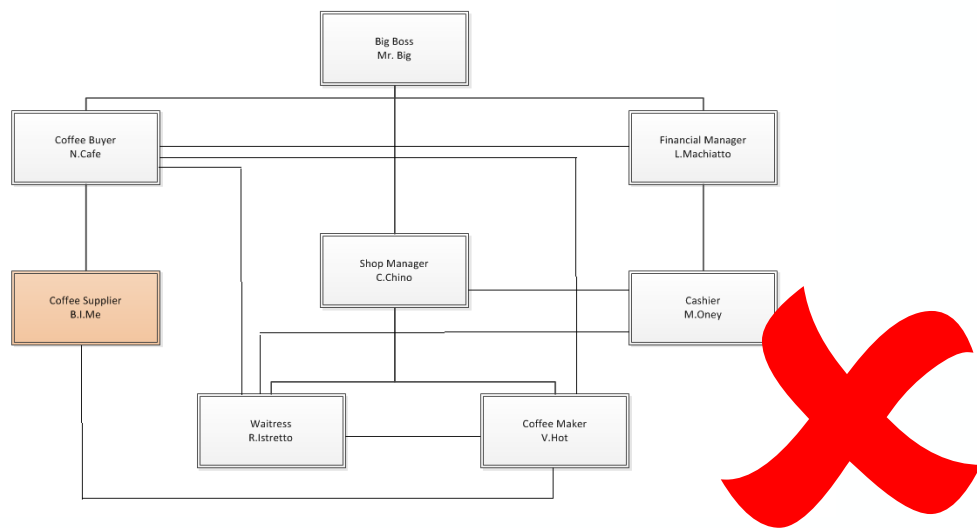 Big Boss
Mr. Big
Coffee Buyer
N.Cafe
Financial Manager
L.Machiatto
Shop Manager
C.Chino
Coffee Supplier
B.I.Me
Cashier
M.Oney
Waitress
R.Istretto
Coffee Maker
V.Hot